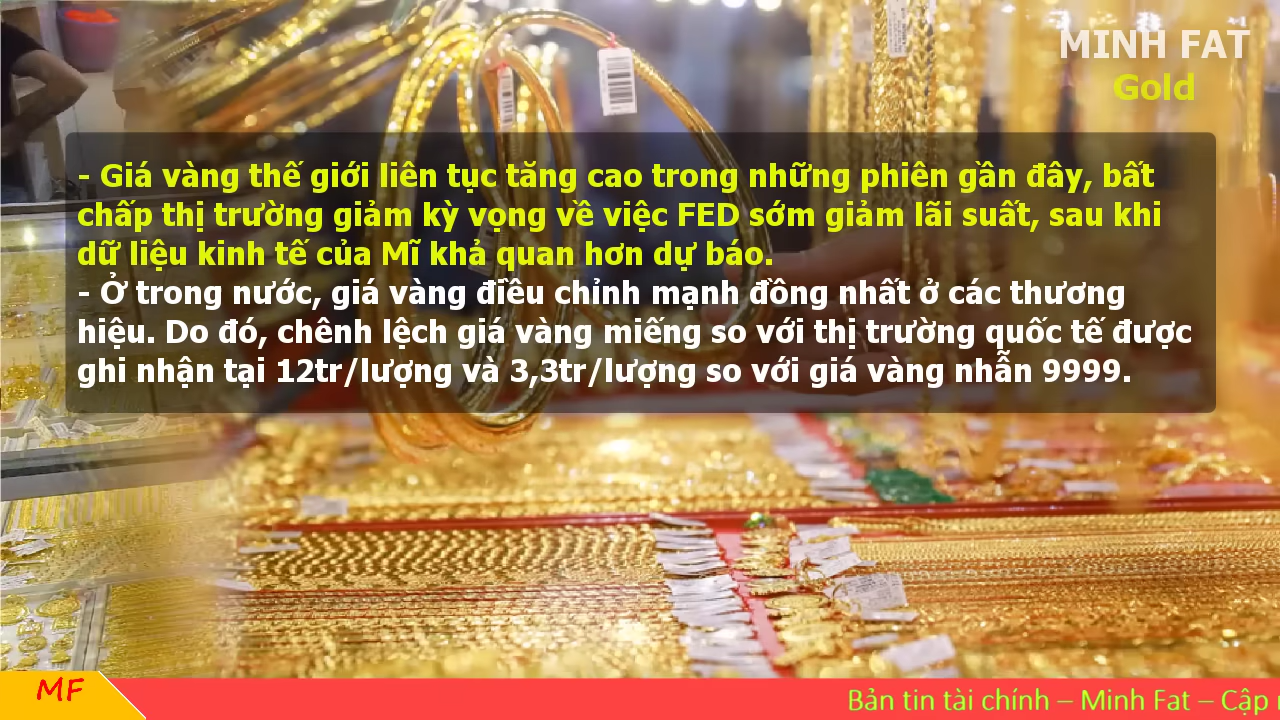 MINH FAT
Gold
- Giá vàng thế giới liên tục tăng cao trong những phiên gần đây, bất
chấp thị trường giảm kỳ vọng về việc FED sớm giảm lãi suất, sau khi
dữ liệu kinh tế của Mĩ khả quan hơn dự báo.
- Ở trong nước, giá vàng điều chỉnh mạnh đồng nhất ở các thương
hiệu. Do đó, chênh lệch giá vàng miếng so với thị trường quốc tế được
ghi nhận tại 12tr/lượng và 3,3tr/lượng so với giá vàng nhẫn 9999.
MF
Bản tin tài chính – Minh Fat – Cập